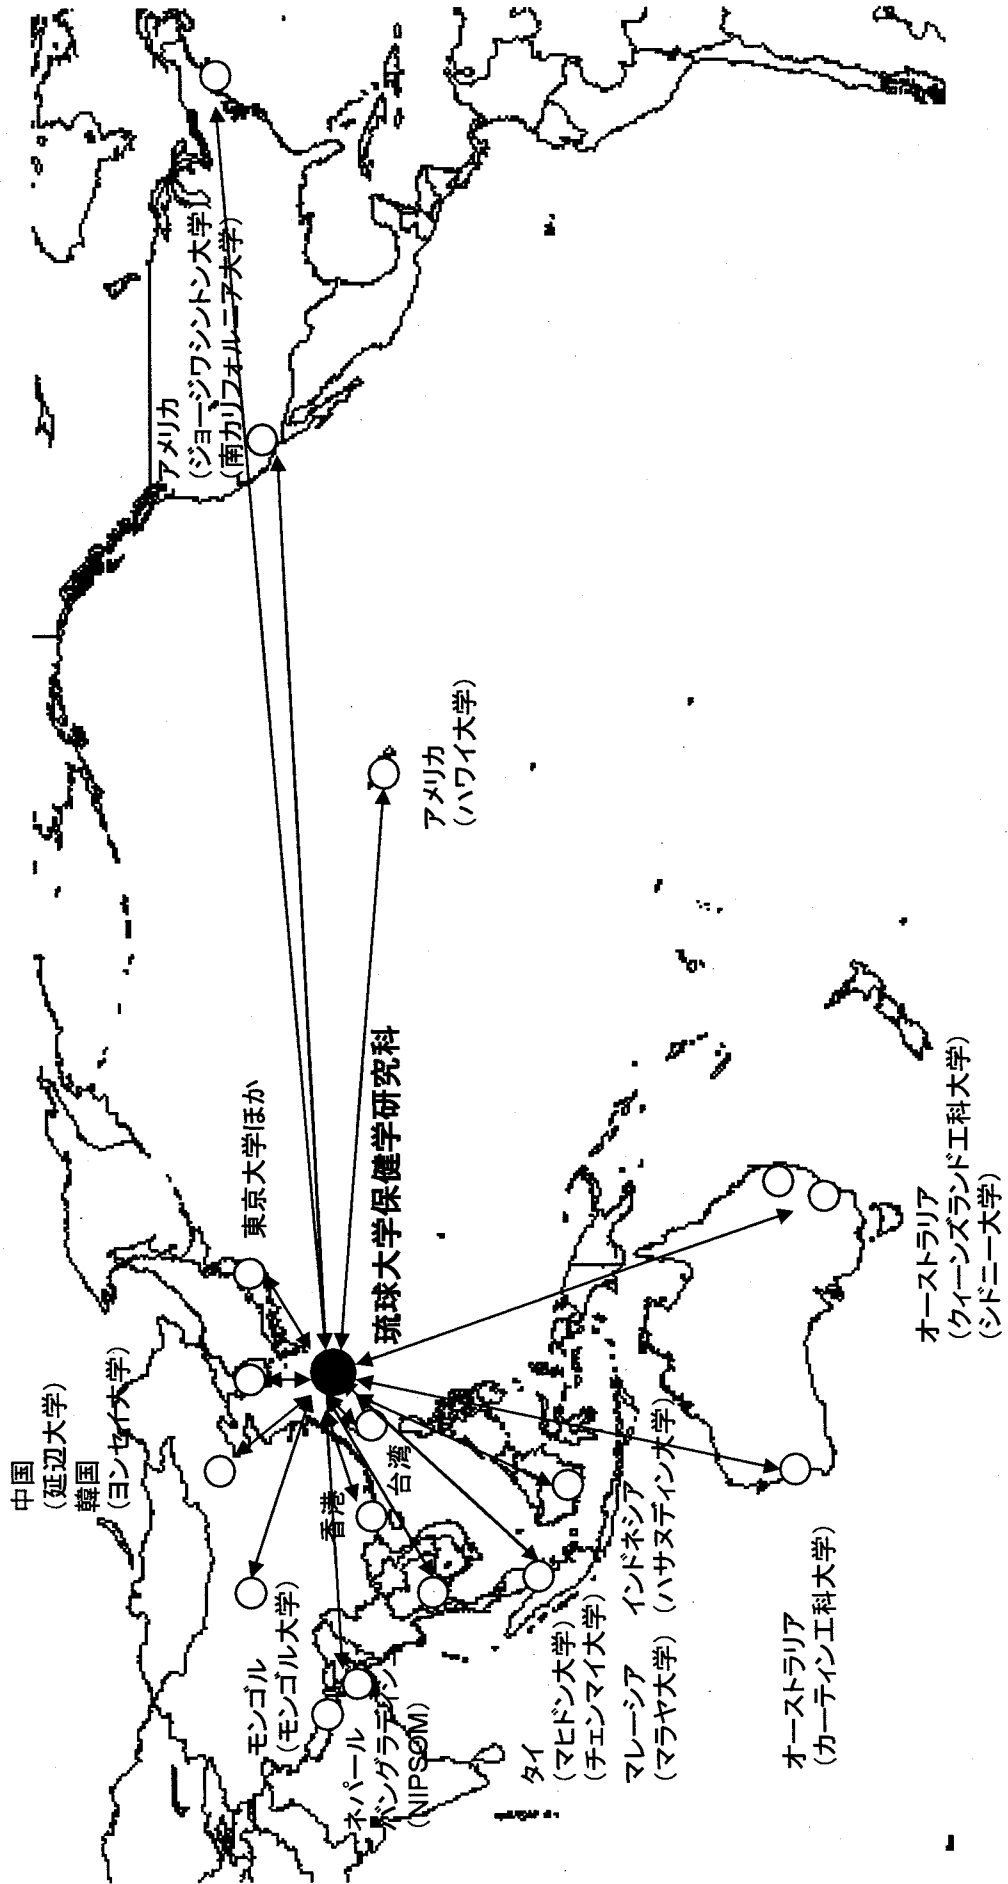 中国
(延辺大学)
韓国
(ヨンセイ大学)
モンゴル
(モンゴル大学)
ネパール
バングラディシュ
(NIPSOM)
香港
台湾
東京大学ほか
琉球大学保健学研究科
アメリカ
(ジョージワシントン大学)
(南カリフォルニア大学)
アメリカ
(ハワイ大学)
タイ
(マヒドン大学)
(チェンマイ大学)
マレーシア
(マラヤ大学)
インドネシア
(ハサヌディン大学)
オーストラリア
(カーティン工科大学)
オーストラリア
(クィーンズランド工科大学)
(シドニー大学)